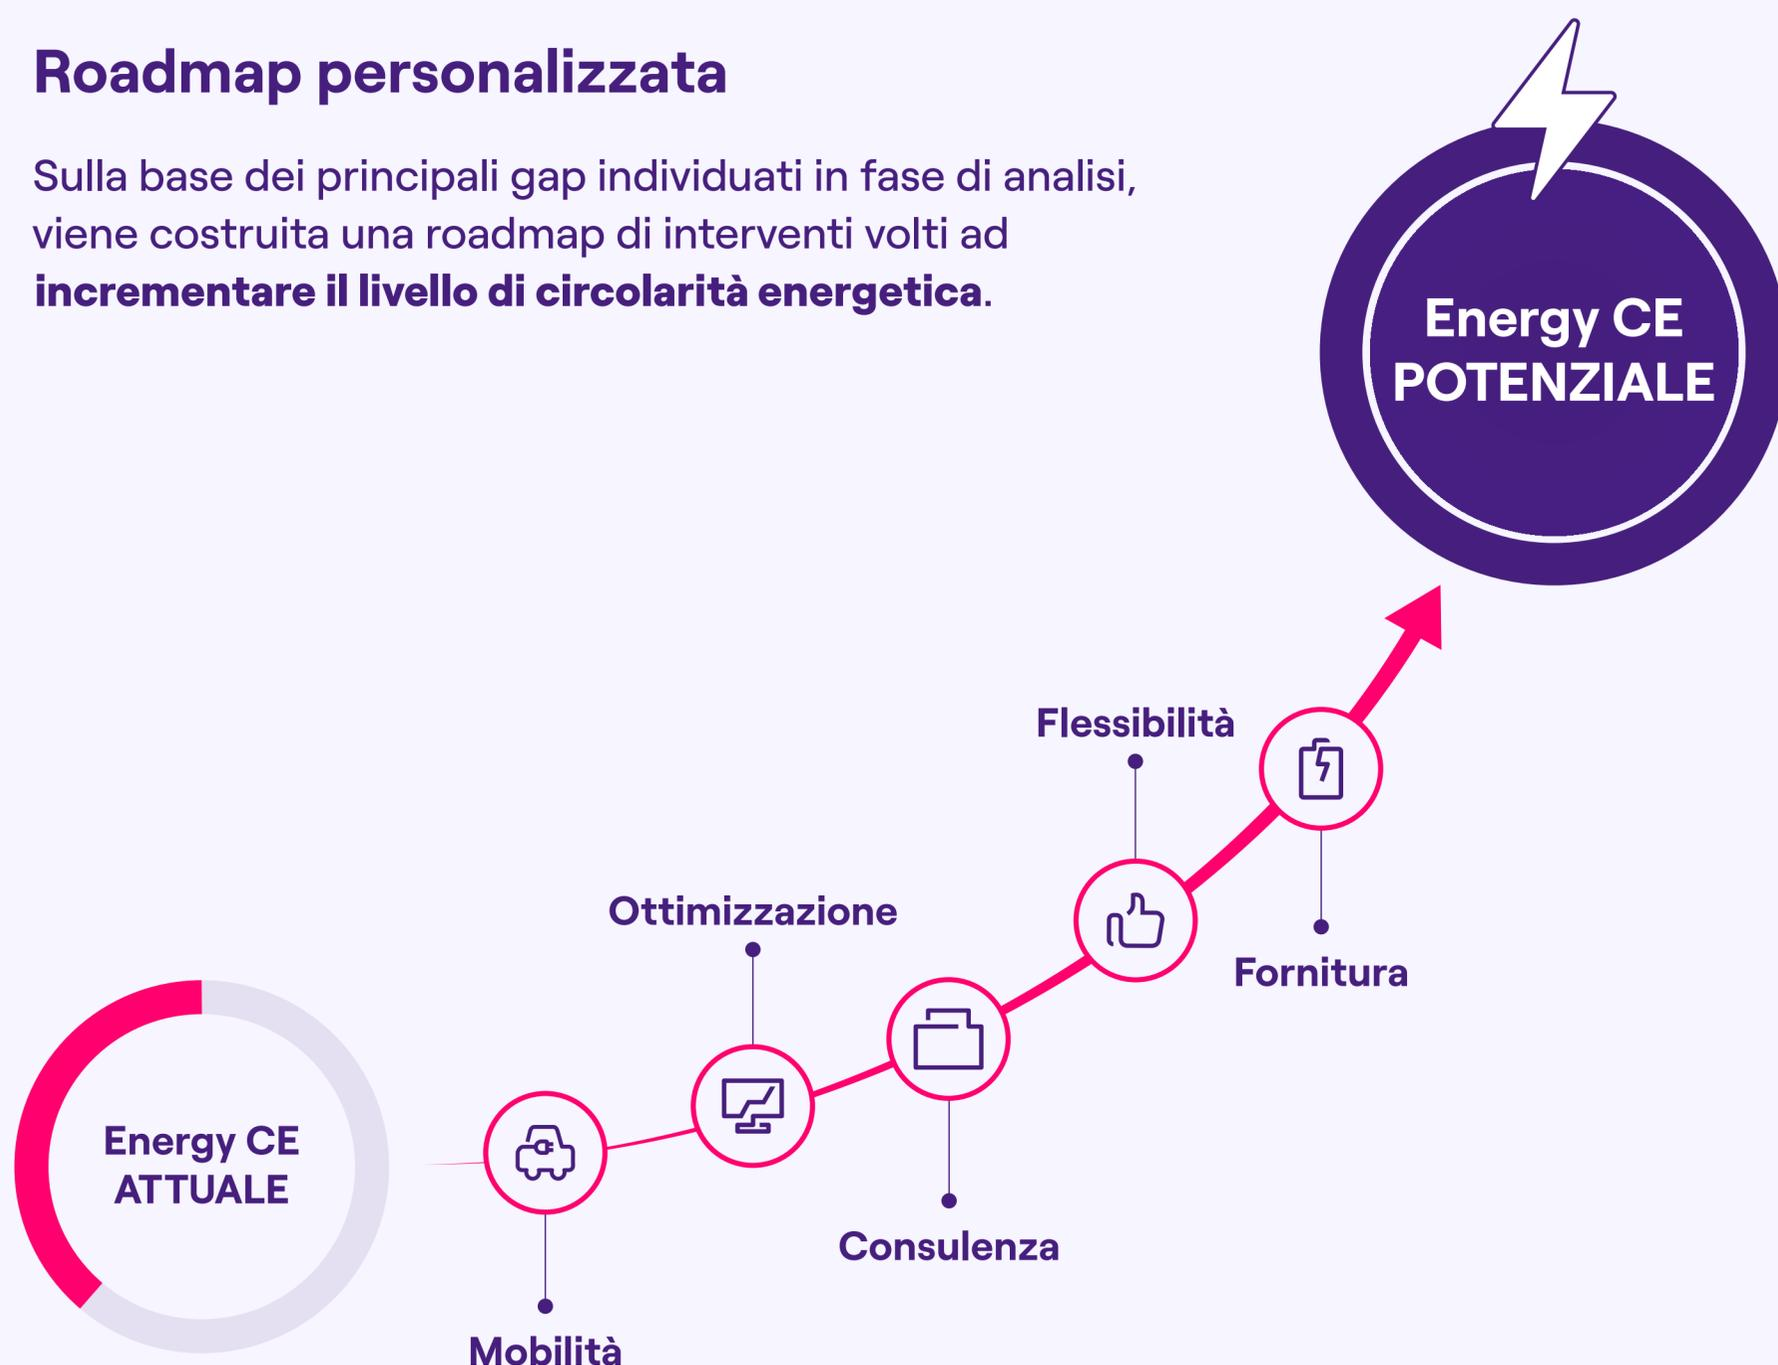 Roadmap personalizzata
Sulla base dei principali gap individuati in fase di analisi,
viene costruita una roadmap di interventi volti ad
incrementare il livello di circolarità energetica.
Energy CE
POTENZIALE
Flessibilità
Fornitura
Ottimizzazione
Consulenza
Energy CE
ATTUALE
Mobilità